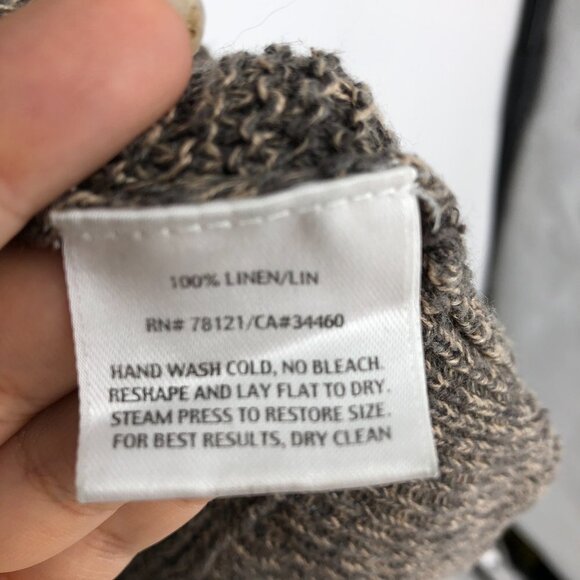 100% LINEN/LIN
RN# 78121/CA#34460
HAND WASH COLD, NO BLEACH.
RESHAPE AND LAY FLAT TO DRY.
STEAM PRESS TO RESTORE SIZE.
FOR BEST RESULTS, DRY CLEAN